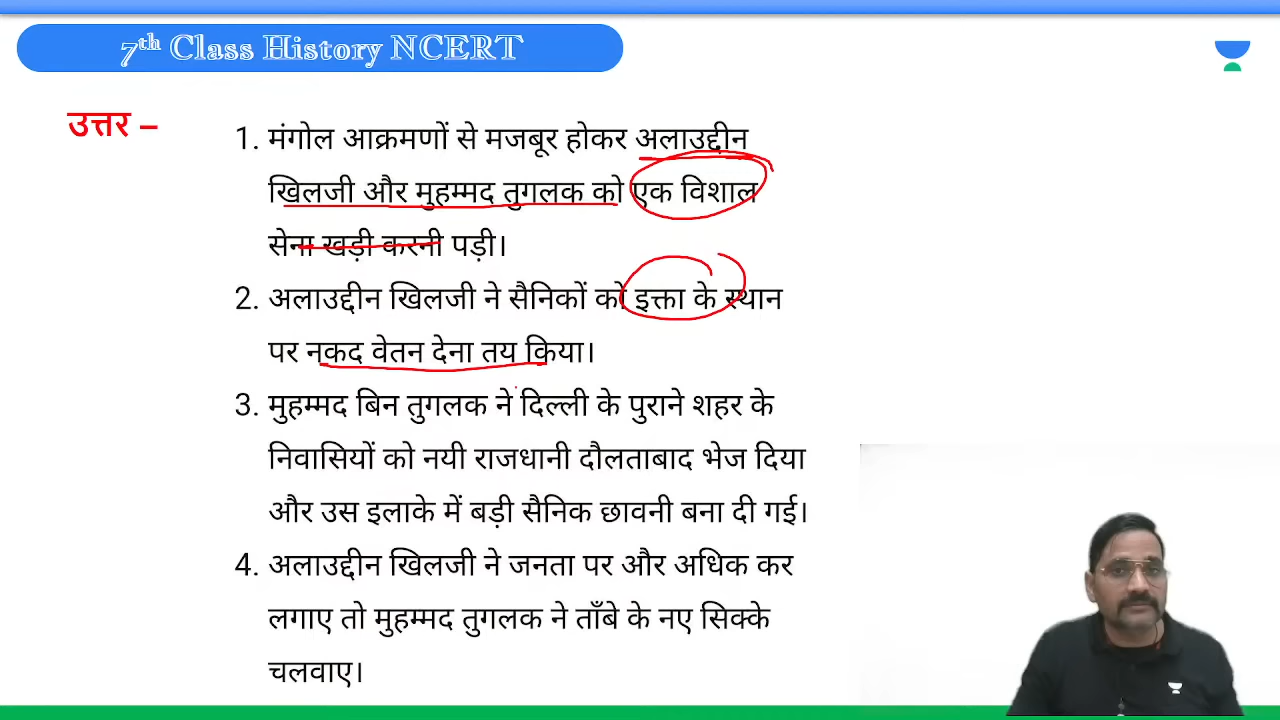 7th Class History NCERT
उत्तर –
1. मंगोल आक्रमणों से मजबूर होकर अलाउद्दीन
खिलजी और मुहम्मद तुगलक को एक विशाल
सेना खड़ी करनी पड़ी।
2. अलाउद्दीन खिलजी ने सैनिकों को इक्ता के स्थान
पर नकद वेतन देना तय किया।
3. मुहम्मद बिन तुगलक ने दिल्ली के पुराने शहर के
निवासियों को नयी राजधानी दौलताबाद भेज दिया
और उस इलाके में बड़ी सैनिक छावनी बना दी गई।
4. अलाउद्दीन खिलजी ने जनता पर और अधिक कर
लगाए तो मुहम्मद तुगलक ने ताँबे के नए सिक्के
चलवाए।